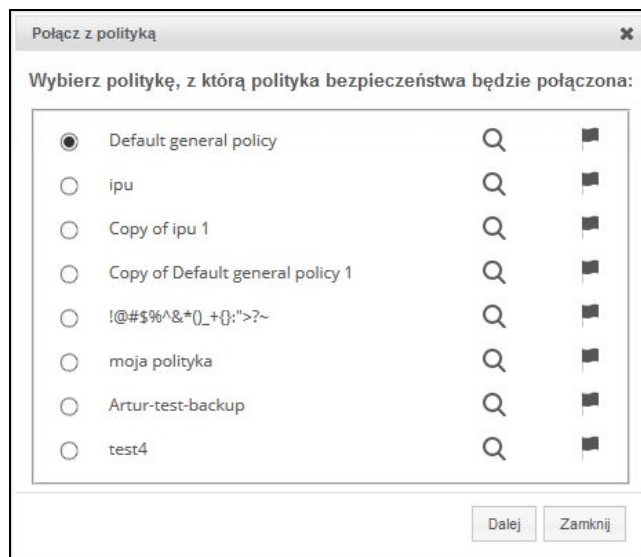 Połącz z polityką
Wybierz politykę, z którą polityka bezpieczeństwa będzie połączona:
Default general policy
ipu
Copy of ipu 1
Copy of Default general policy 1
!@#$%^&*()_+{}:">?~
moja polityka
Artur-test-backup
test4
Dalej Zamknij